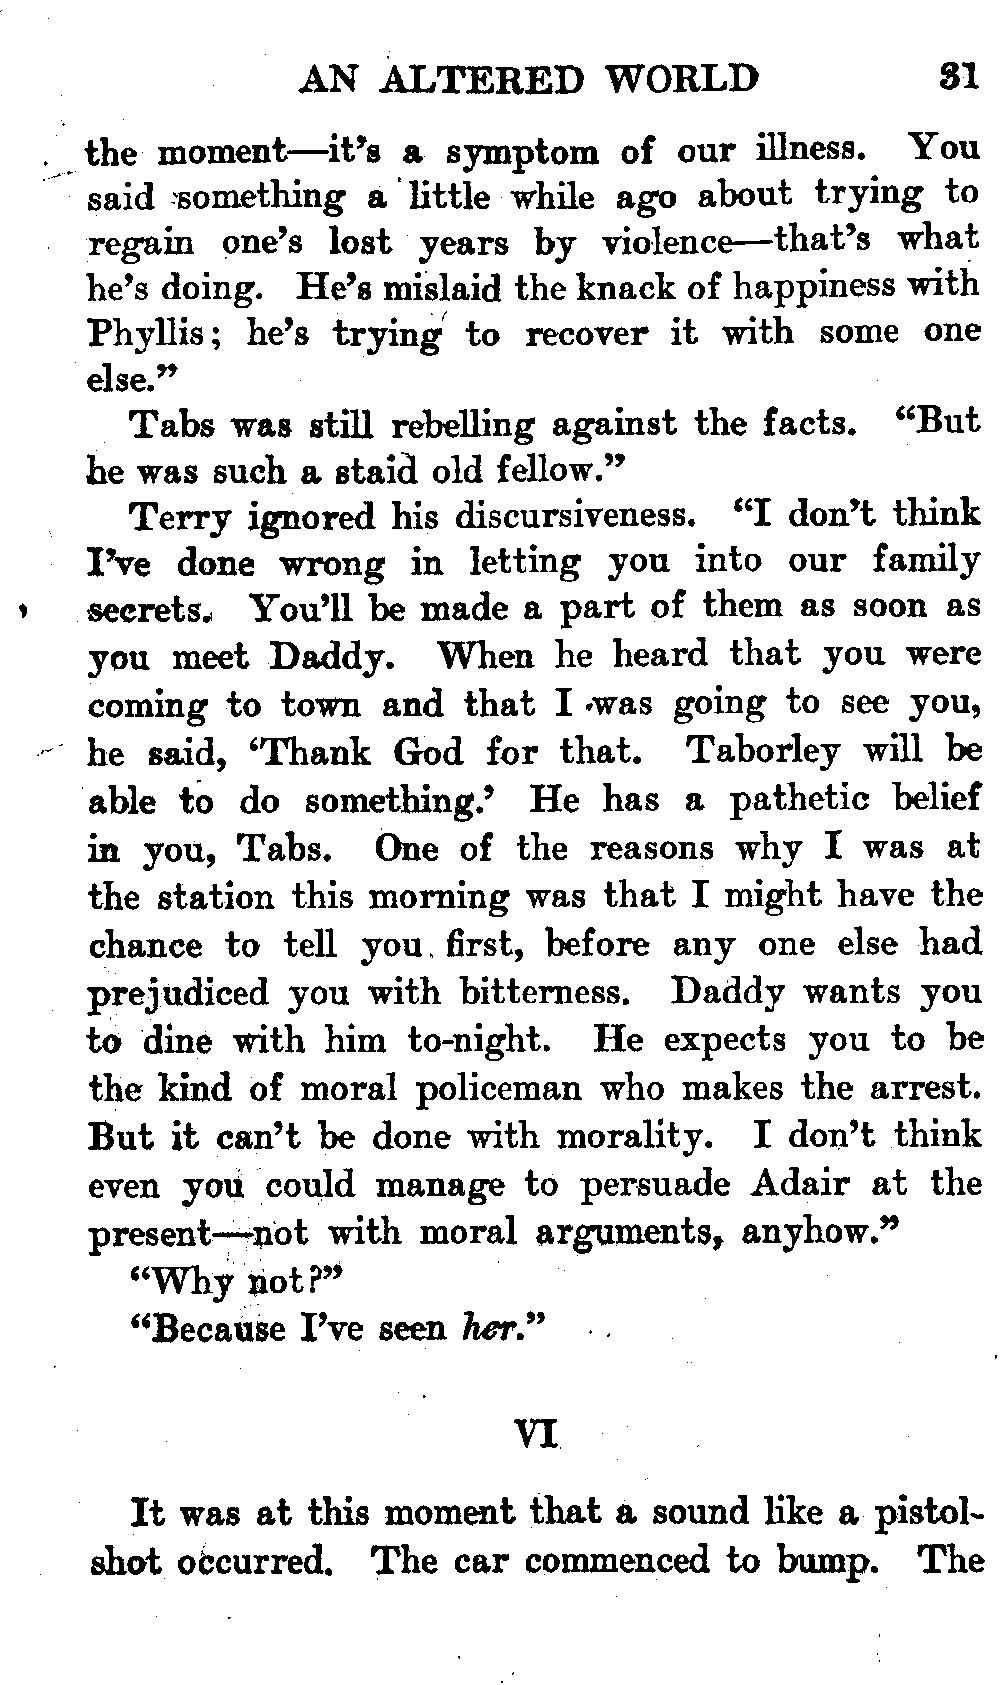 AN ALTERED WORLD 31
the moment—it's a symptom of our illness. You
said something a little while ago about trying to
regain one's lost years by violence—that's what
he's doing. He's mislaid the knack of happiness with
Phyllis; he's trying to recover it with some one
else."
Tabs was still rebelling against the facts. "But
he was such a staid old fellow."
Terry ignored his discursiveness. "I don't think
I've done wrong in letting you into our family
secrets. You'll be made a part of them as soon as
you meet Daddy. When he heard that you were
coming to town and that I was going to see you,
he said, 'Thank God for that. Taborley will be
able to do something.' He has a pathetic belief
in you, Tabs. One of the reasons why I was at
the station this morning was that I might have the
chance to tell you first, before any one else had
prejudiced you with bitterness. Daddy wants you
to dine with him to-night. He expects you to be
the kind of moral policeman who makes the arrest.
But it can't be done with morality. I don't think
even you could manage to persuade Adair at the
present—not with moral arguments, anyhow."
"Why not?"
"Because I've seen her."
VI
It was at this moment that a sound like a pistol-
shot occurred. The car commenced to bump. The